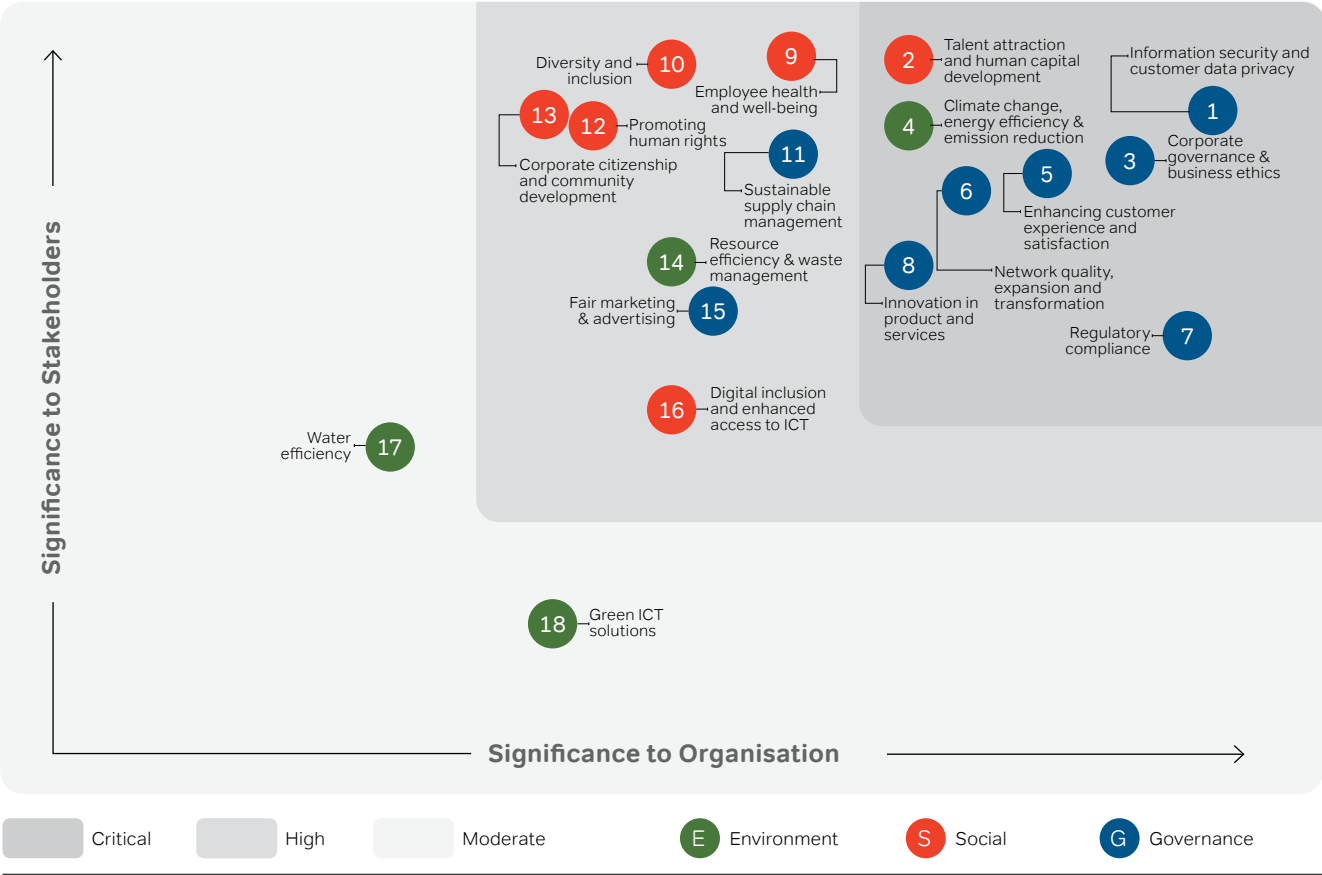 Significance to Stakeholders
10
Diversity and
inclusion
9
Employee health
and well-being
13
Corporate citizenship
and community
development
12
Promoting
human rights
11
Sustainable
supply chain
management
14
Resource
efficiency & waste
management
15
Fair marketing
& advertising
16
Digital inclusion
and enhanced
access to ICT
2
Talent attraction
and human capital
development
4
Climate change,
energy efficiency &
emission reduction
Information security and
customer data privacy
1
3
Corporate
governance &
business ethics
5
Enhancing customer
experience and
satisfaction
6
Network quality,
expansion and
transformation
8
Innovation in
product and
services
7
Regulatory
compliance
17
Water
efficiency
18
Green ICT
solutions
Significance to Organisation
Critical
High
Moderate
E Environment
S Social
G Governance